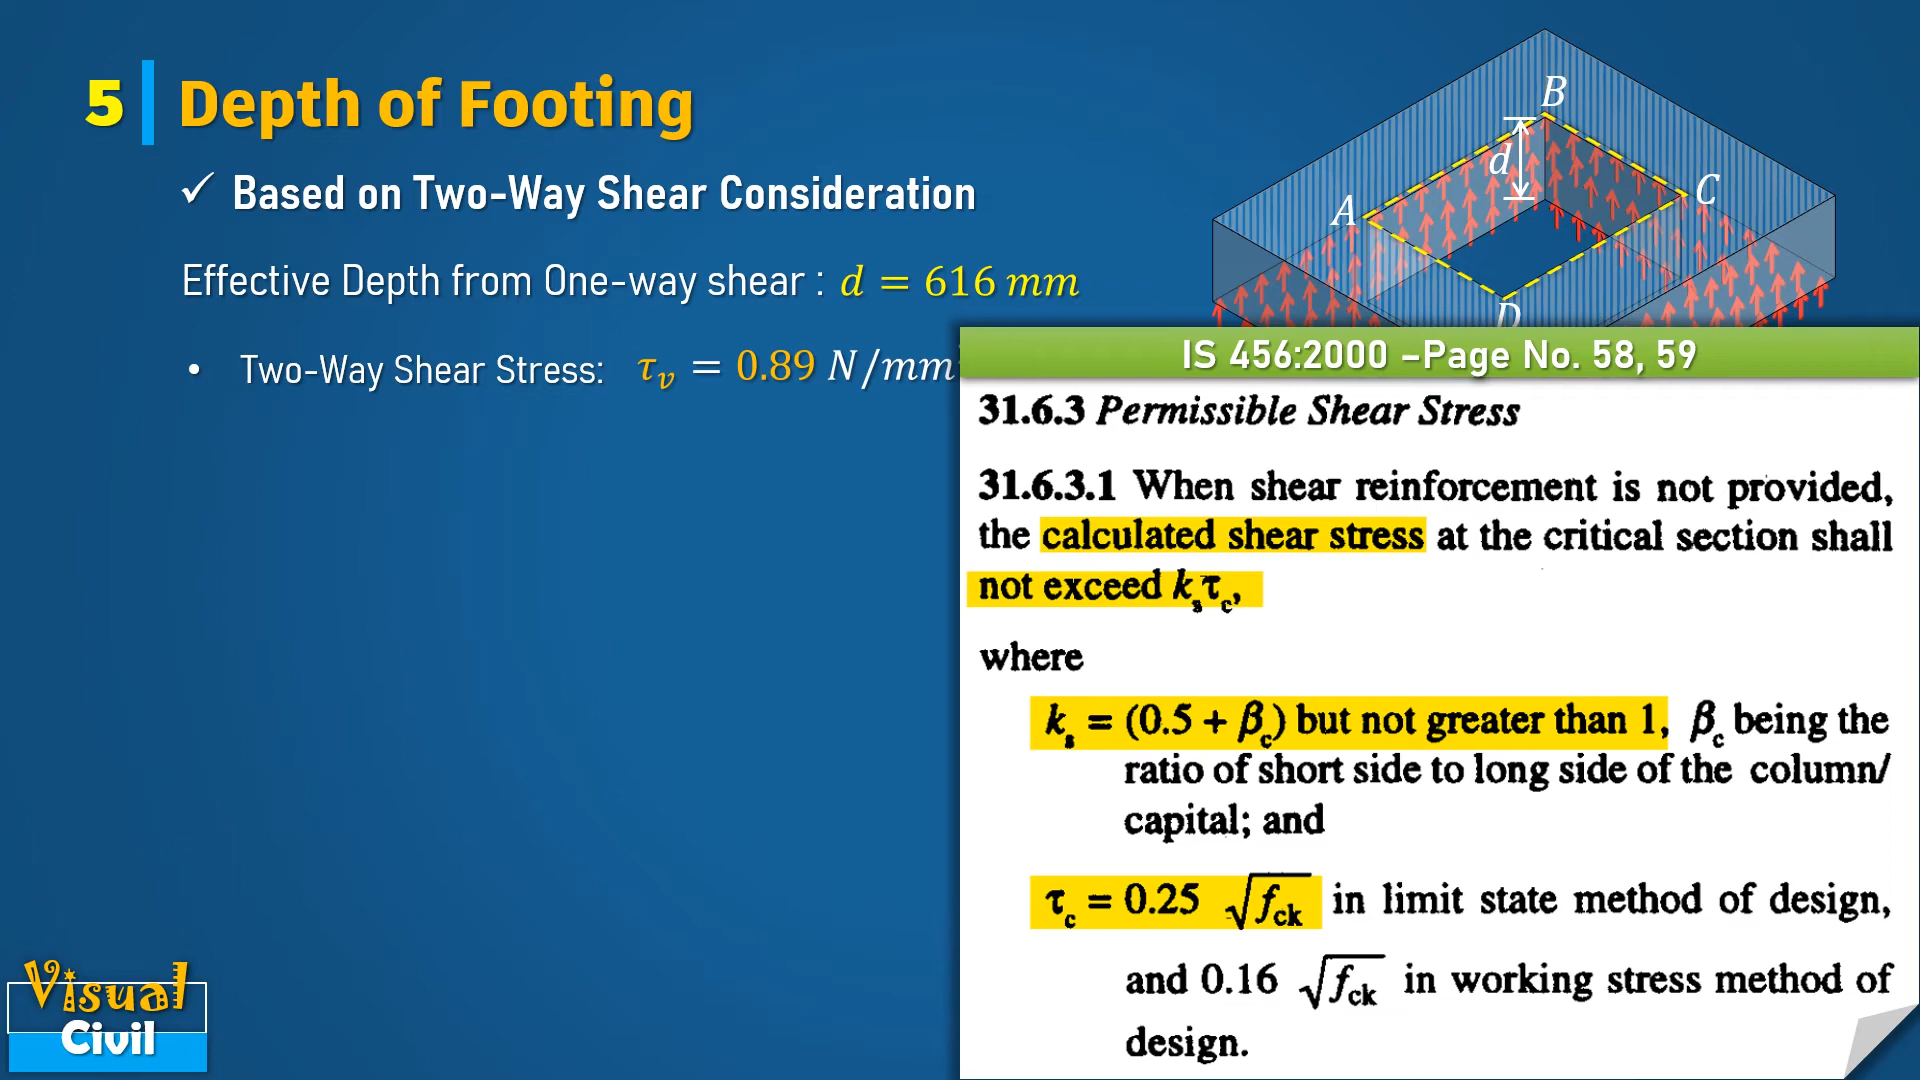 5 Depth of Footing
✓ Based on Two-Way Shear Consideration
Effective Depth from One-way shear : d = 616 mm
• Two-Way Shear Stress: τv = 0.89 N/mm
B
d
C
A
D
IS 456:2000 –Page No. 58, 59
31.6.3 Permissible Shear Stress
31.6.3.1 When shear reinforcement is not provided,
the calculated shear stress at the critical section shall
not exceed ksτc,
where
ks = (0.5 + βc) but not greater than 1, βc being the
ratio of short side to long side of the column/
capital; and
τc = 0.25 √fck in limit state method of design,
and 0.16 √fck in working stress method of
design.
Visual
Civil